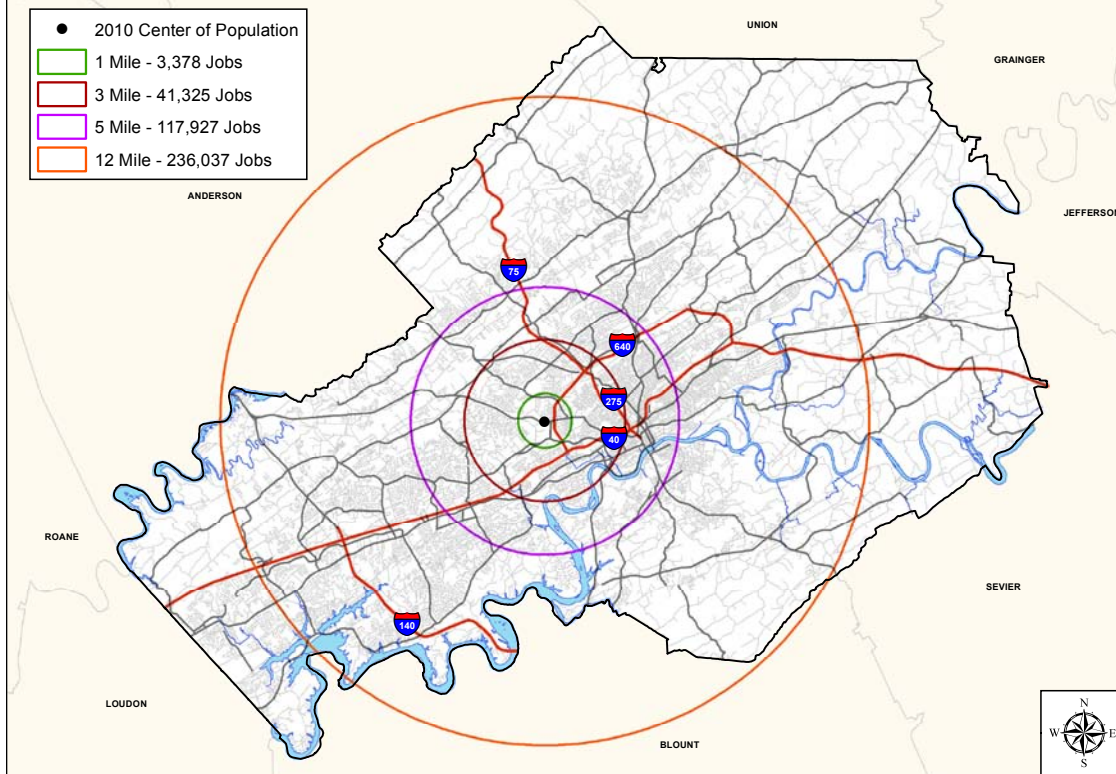 2010 Center of Population
1 Mile - 3,378 Jobs
3 Mile - 41,325 Jobs
5 Mile - 117,927 Jobs
12 Mile - 236,037 Jobs
UNION
GRAINGER
ANDERSON
JEFFERSON
75
640
275
40
ROANE
SEVIER
140
LOUDON
BLOUNT
N
W E
S